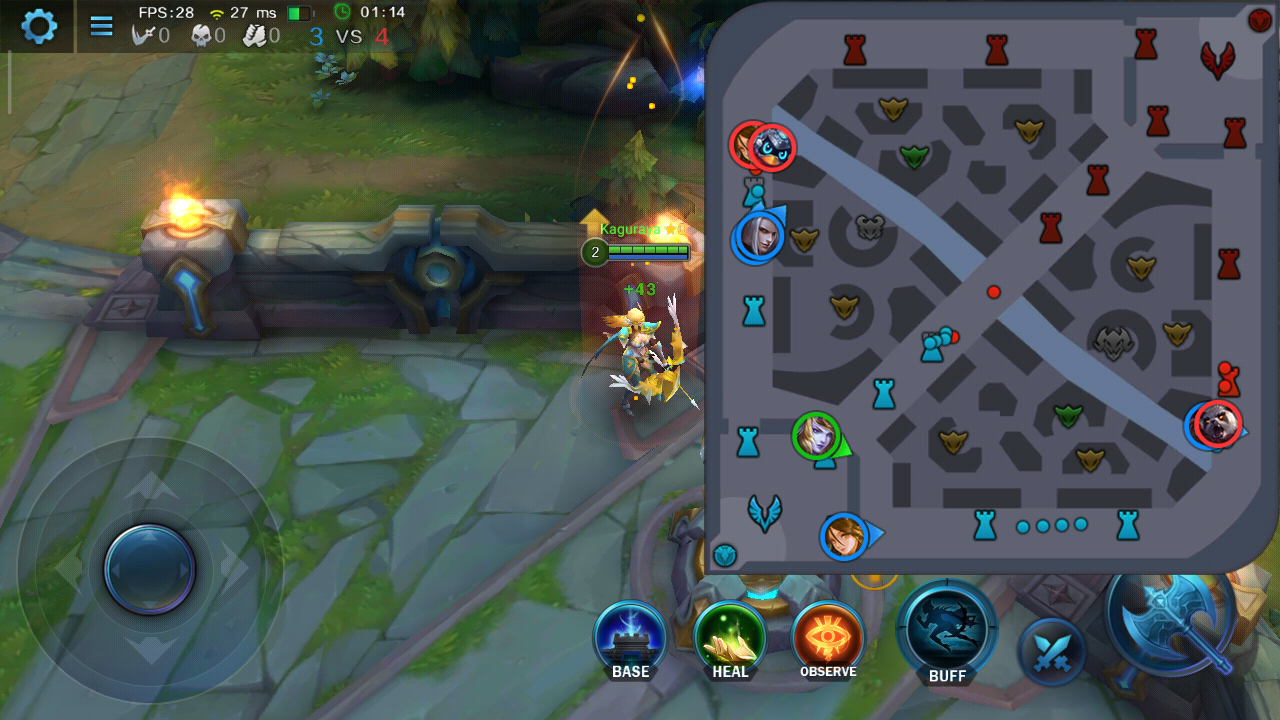 FPS:28 27 ms 01:14
0 0 0 3 VS 4
Kaguraya
2
+43
BASE
HEAL
OBSERVE
BUFF